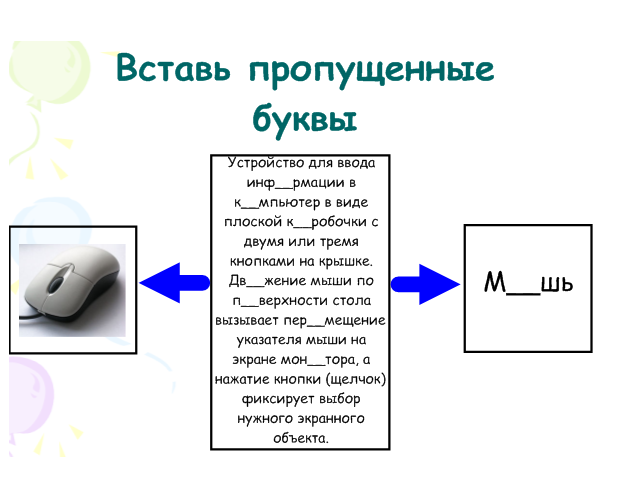 Вставь пропущенные
буквы
Устройство для ввода
инф__рмации в
к__мпьютер в виде
плоской к__робочки с
двумя или тремя
кнопками на крышке.
Дв__жение мыши по
п__верхности стола
вызывает пер__мещение
указателя мыши на
экране мон__тора, а
нажатие кнопки (щелчок)
фиксирует выбор
нужного экранного
объекта.
М__шь